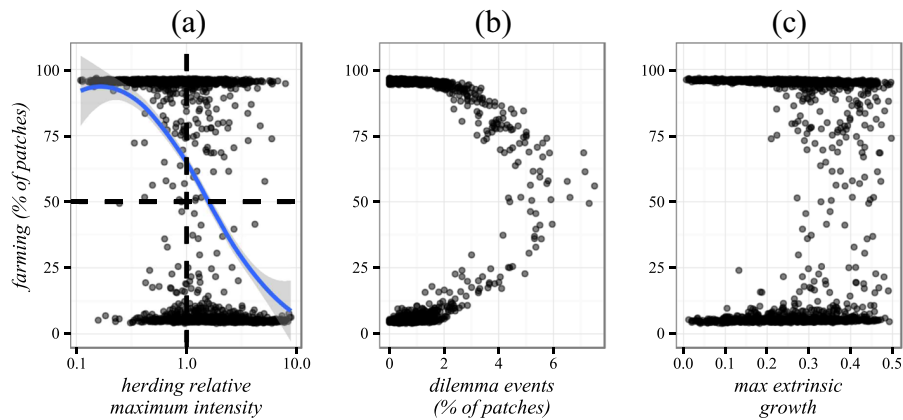 (a)
(b)
(c)
farming (% of patches)
100
75
50
25
0
0.1
1.0
10.0
herding relative
maximum intensity
100
75
50
25
0
0
2
4
6
dilemma events
(% of patches)
100
75
50
25
0
0.0
0.1
0.2
0.3
0.4
0.5
max extrinsic
growth